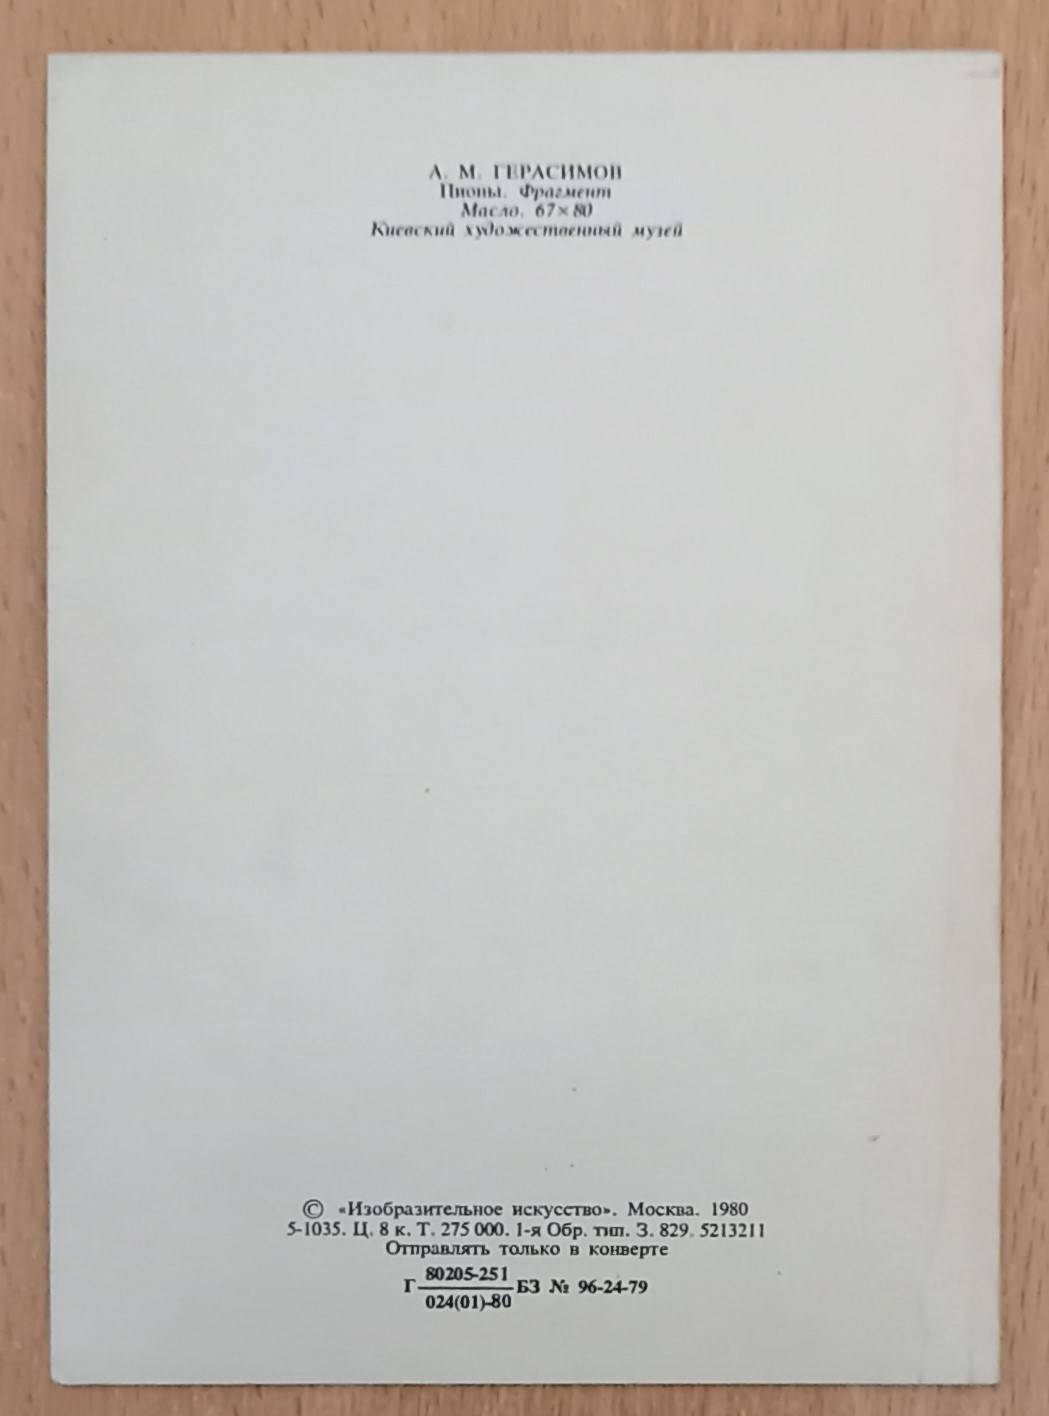 А. М. ГЕРАСИМОВ
Пионы. Фрагмент
Масло. 67×80
Киевский художественный музей
© «Изобразительное искусство». Москва. 1980
5-1035. Ц. 8 к. Т. 275 000. 1-я Обр. тип. З. 829. 5213211
Отправлять только в конверте
80205-251
Г БЗ № 96-24-79
024(01)-80